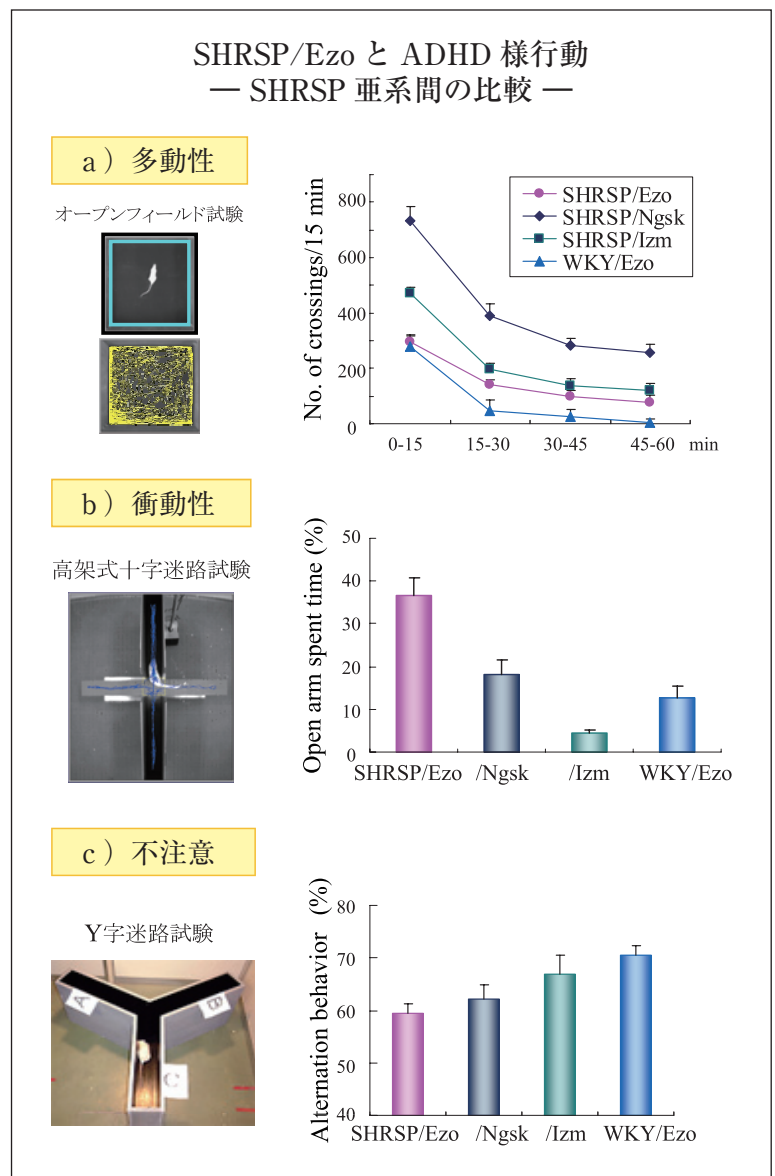 SHRSP/Ezo と ADHD 様行動
― SHRSP 亜系間の比較 ―
a ) 多動性
オープンフィールド試験
No. of crossings/15 min
800
600
400
200
0
SHRSP/Ezo
SHRSP/Ngsk
SHRSP/Izm
WKY/Ezo
0-15 15-30 30-45 45-60 min
b ) 衝動性
高架式十字迷路試験
Open arm spent time (%)
50
40
30
20
10
0
SHRSP/Ezo /Ngsk /Izm WKY/Ezo
c ) 不注意
Y字迷路試験
A
B
C
Alternation behavior (%)
80
70
60
50
40
SHRSP/Ezo /Ngsk /Izm WKY/Ezo